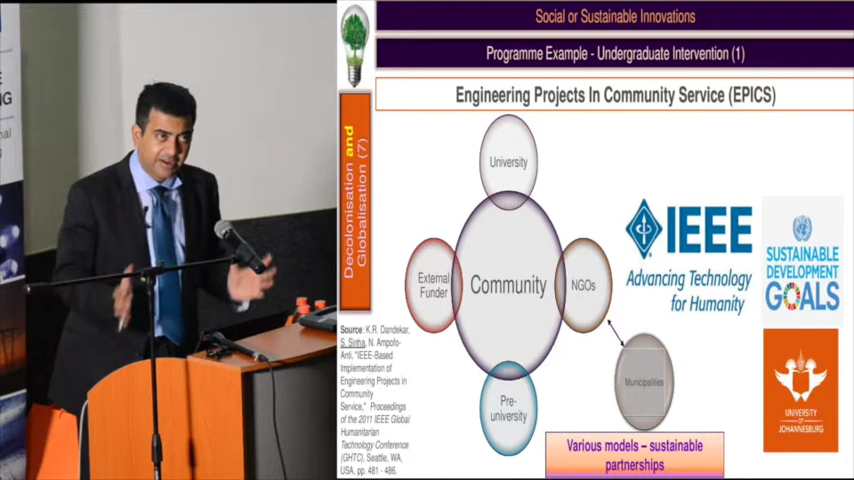 Social or Sustainable Innovations
Programme Example - Undergraduate Intervention (1)
Engineering Projects In Community Service (EPICS)
Decolonisation and
Globalisation (7)
University
External
Funder
Community
NGOs
Pre-
university
Municipalities
IEEE
Advancing Technology
for Humanity
SUSTAINABLE
DEVELOPMENT
GOALS
UNIVERSITY
OF
JOHANNESBURG
Various models – sustainable
partnerships
Source: K.R. Dandekar,
S. Sinha, N. Ampofo-
Anti, "IEEE-Based
Implementation of
Engineering Projects in
Community
Service," Proceedings
of the 2011 IEEE Global
Humanitarian
Technology Conference
(GHTC), Seattle, WA,
USA, pp. 481 - 486.